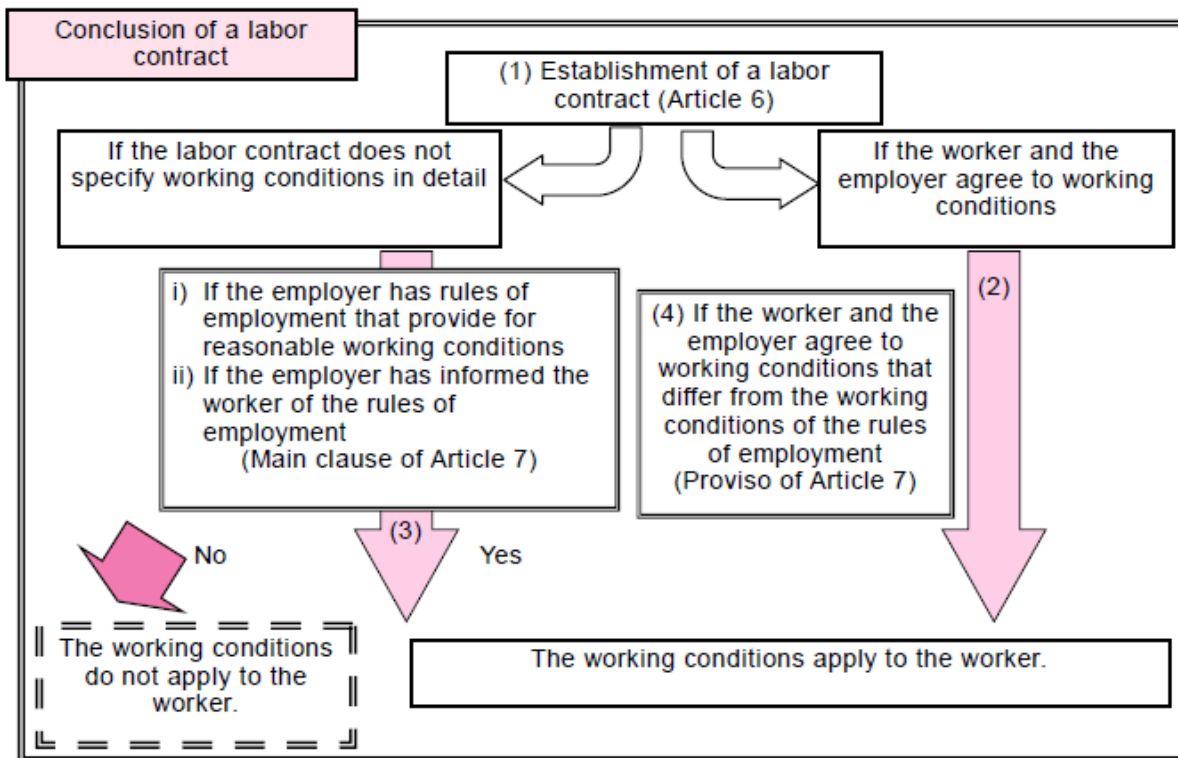 Conclusion of a labor
contract
(1) Establishment of a labor
contract (Article 6)
If the labor contract does not
specify working conditions in detail
If the worker and the
employer agree to working
conditions
i) If the employer has rules of
employment that provide for
reasonable working conditions
ii) If the employer has informed the
worker of the rules of
employment
(Main clause of Article 7)
(4) If the worker and the
employer agree to
working conditions that
differ from the working
conditions of the rules
of employment
(Proviso of Article 7)
(2)
(3)
No
Yes
The working conditions
do not apply to the
worker.
The working conditions apply to the worker.